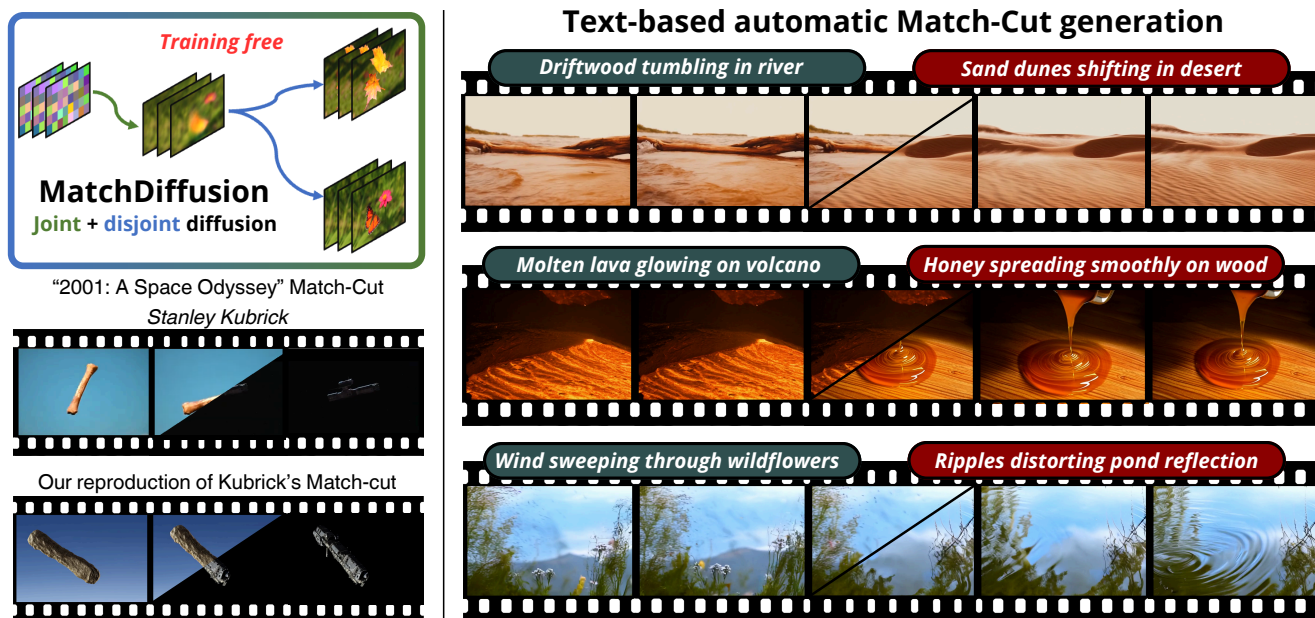 Training free
MatchDiffusion
Joint + disjoint diffusion
“2001: A Space Odyssey” Match-Cut
Stanley Kubrick
Our reproduction of Kubrick’s Match-cut
Text-based automatic Match-Cut generation
Driftwood tumbling in river
Sand dunes shifting in desert
Molten lava glowing on volcano
Honey spreading smoothly on wood
Wind sweeping through wildflowers
Ripples distorting pond reflection